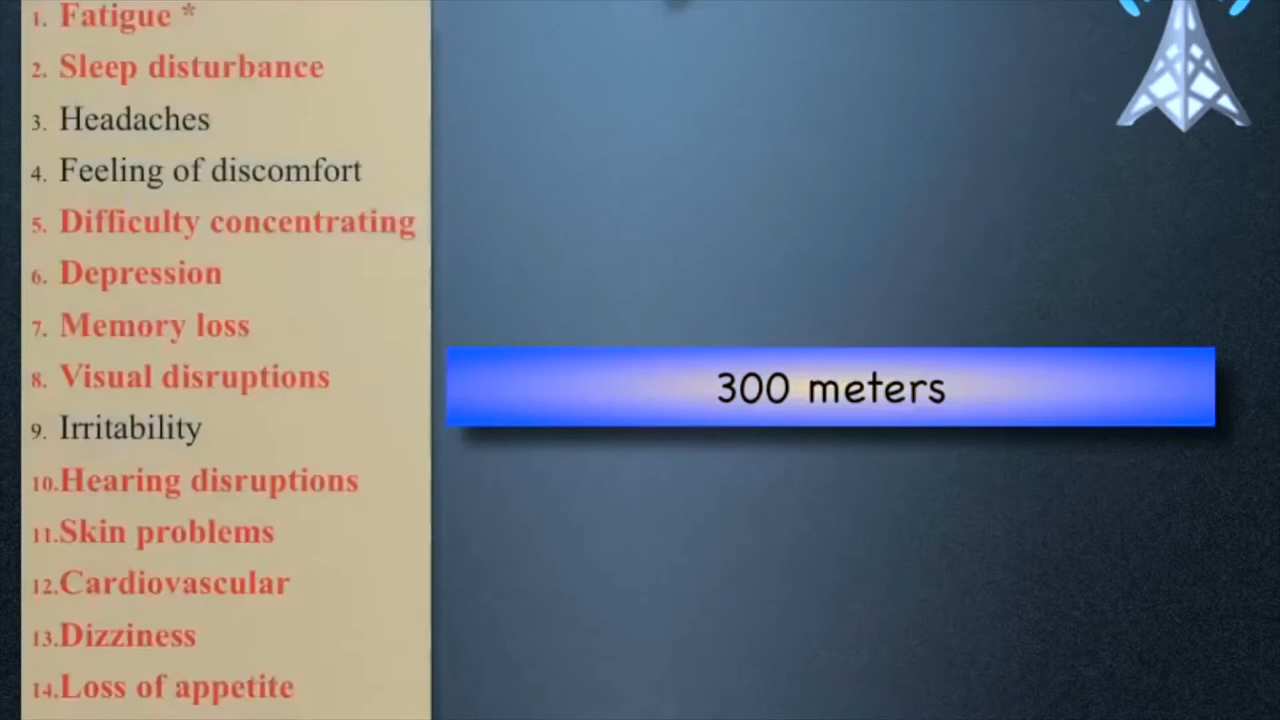 1. Fatigue *
2. Sleep disturbance
3. Headaches
4. Feeling of discomfort
5. Difficulty concentrating
6. Depression
7. Memory loss
8. Visual disruptions
9. Irritability
10.Hearing disruptions
11.Skin problems
12.Cardiovascular
13.Dizziness
14.Loss of appetite
300 meters